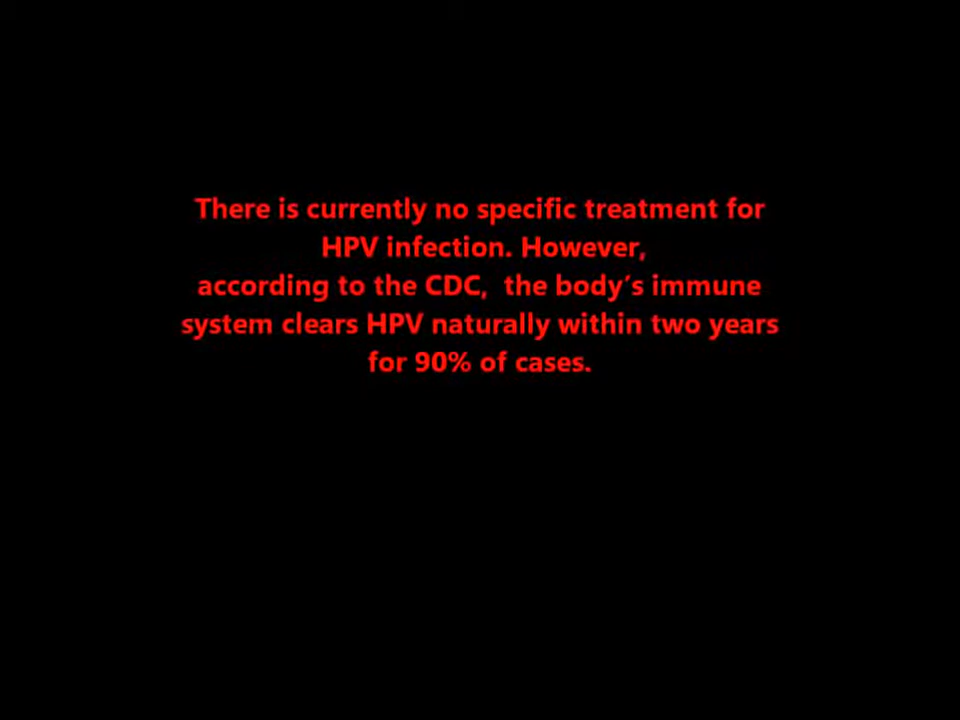 There is currently no specific treatment for
HPV infection. However,
according to the CDC,  the body’s immune
system clears HPV naturally within two years
for 90% of cases.